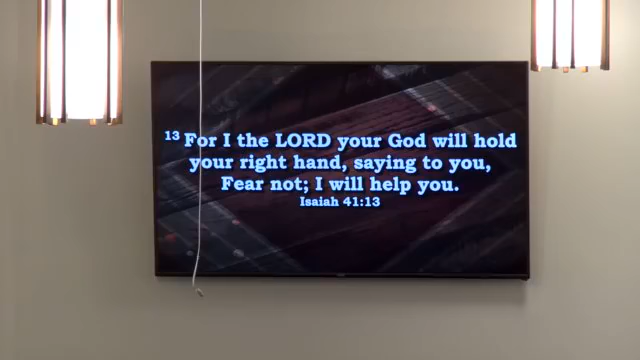 13 For I the LORD your God will hold
your right hand, saying to you,
Fear not; I will help you.
Isaiah 41:13